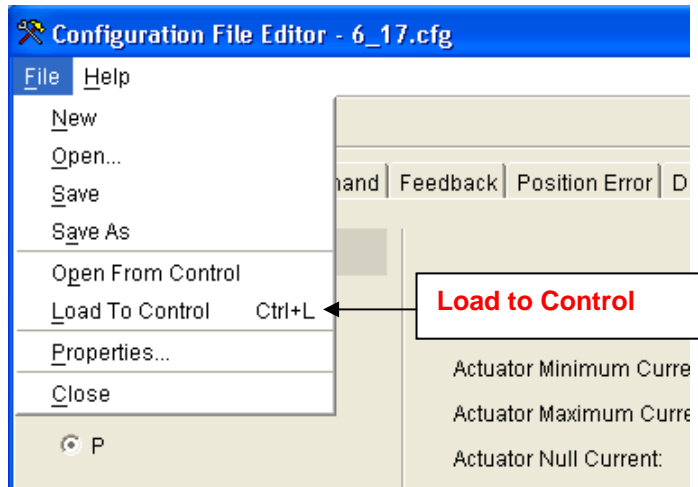 Configuration File Editor - 6_17.cfg
File Help
New
Open...
Save
Save As
Open From Control
Load To Control Ctrl+L
Properties...
Close
Feedback Position Error D
Load to Control
Actuator Minimum Curre
Actuator Maximum Curre
P
Actuator Null Current: